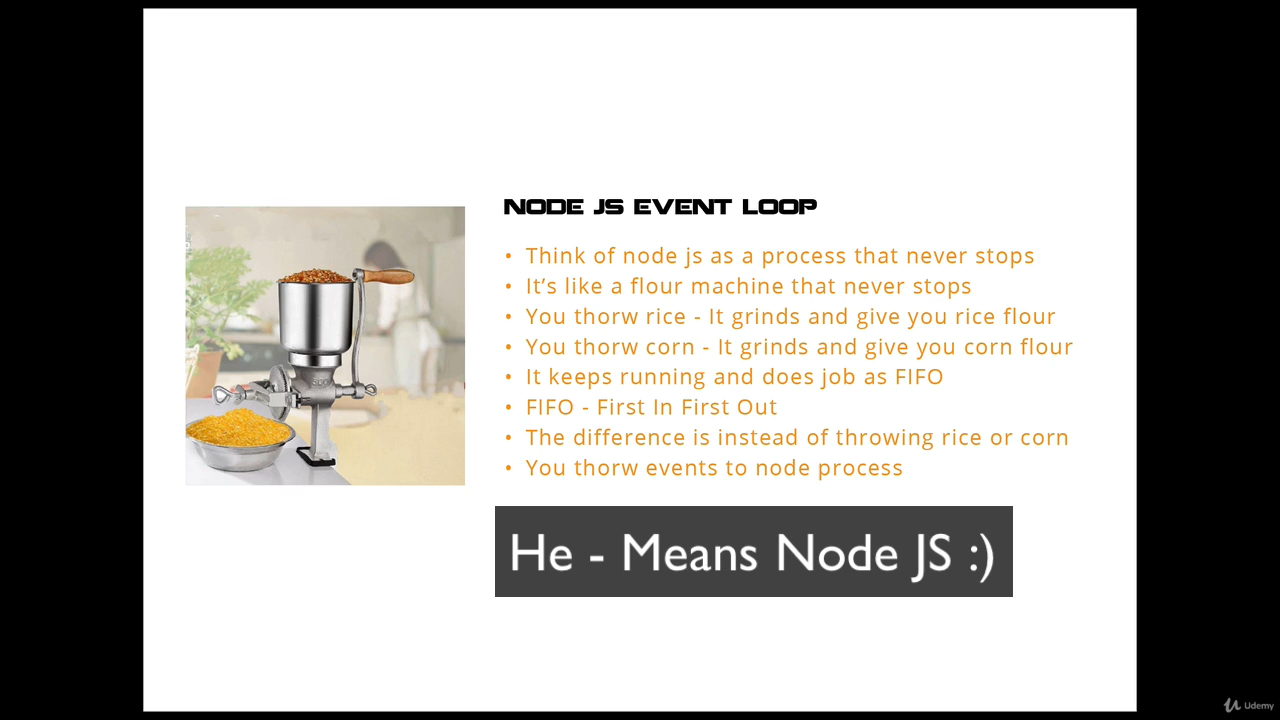 NODE JS EVENT LOOP
• Think of node js as a process that never stops
• It’s like a flour machine that never stops
• You thorw rice - It grinds and give you rice flour
• You thorw corn - It grinds and give you corn flour
• It keeps running and does job as FIFO
• FIFO - First In First Out
• The difference is instead of throwing rice or corn
• You thorw events to node process
He - Means Node JS :)
Udemy